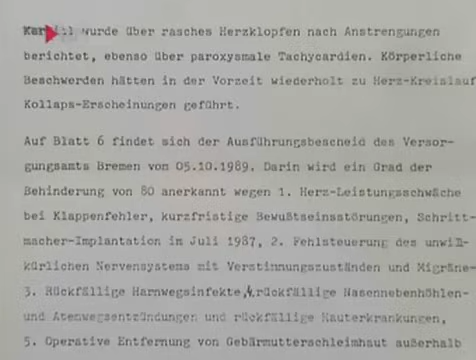 Kardial wurde über rasches Herzklopfen nach Anstrengungen
berichtet, ebenso über paroxysmale Tachycardien. Körperliche
Beschwerden hätten in der Vorzeit wiederholt zu Herz-Kreislauf
Kollaps-Erscheinungen geführt.
Auf Blatt 6 findet sich der Ausführungsbescheid des Versor-
gungsamts Bremen vom 05.10.1989. Darin wird ein Grad der
Behinderung von 80 anerkannt wegen 1. Herz-Leistungsschwäche
bei Klappenfehler, kurzfristige Bewußtseinsstörungen, Schritt-
macher-Implantation im Juli 1987, 2. Fehlsteuerung des unwill-
kürlichen Nervensystems mit Verstimmungszuständen und Migräne-
3. Rückfällige Harnwegsinfekte, 4. rückfällige Nasennebenhöhlen-
und Atemwegsentzündungen und rückfällige Hauterkrankungen,
5. Operative Entfernung von Gebärmutterschleimhaut außerhalb